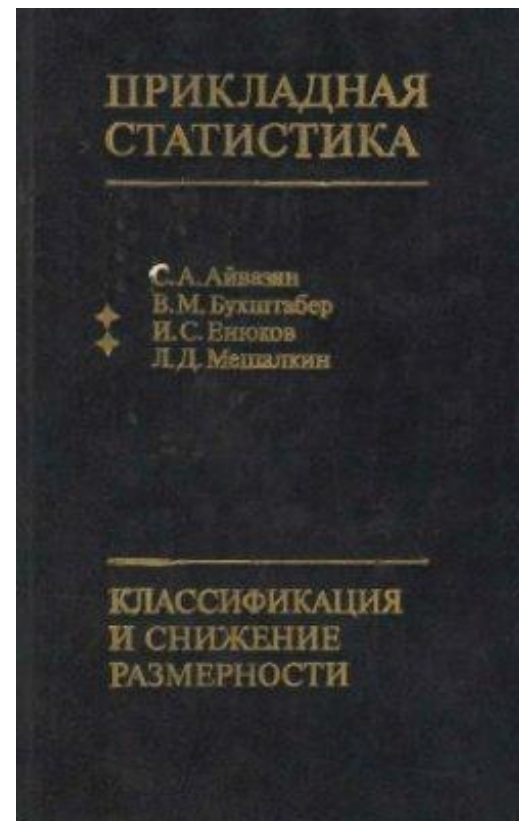 ПРИКЛАДНАЯ
СТАТИСТИКА
С. А. Айвазян
В. М. Бухштабер
И. С. Енюков
Л. Д. Мешалкин
КЛАССИФИКАЦИЯ
И СНИЖЕНИЕ
РАЗМЕРНОСТИ